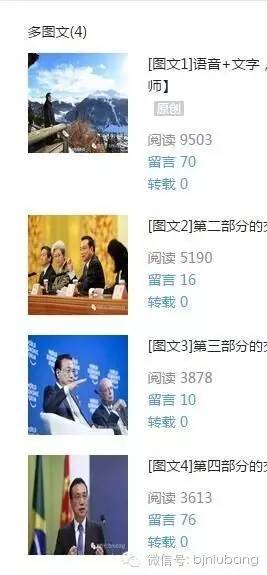 多图文(4)
[图文1]语音+文字
师】
原创
阅读 9503
留言 70
转载 0
[图文2]第二部分的
阅读 5190
留言 16
转载 0
[图文3]第三部分的
阅读 3878
留言 10
转载 0
[图文4]第四部分的
阅读 3613
留言 76
转载 0
微信号: bjniubang